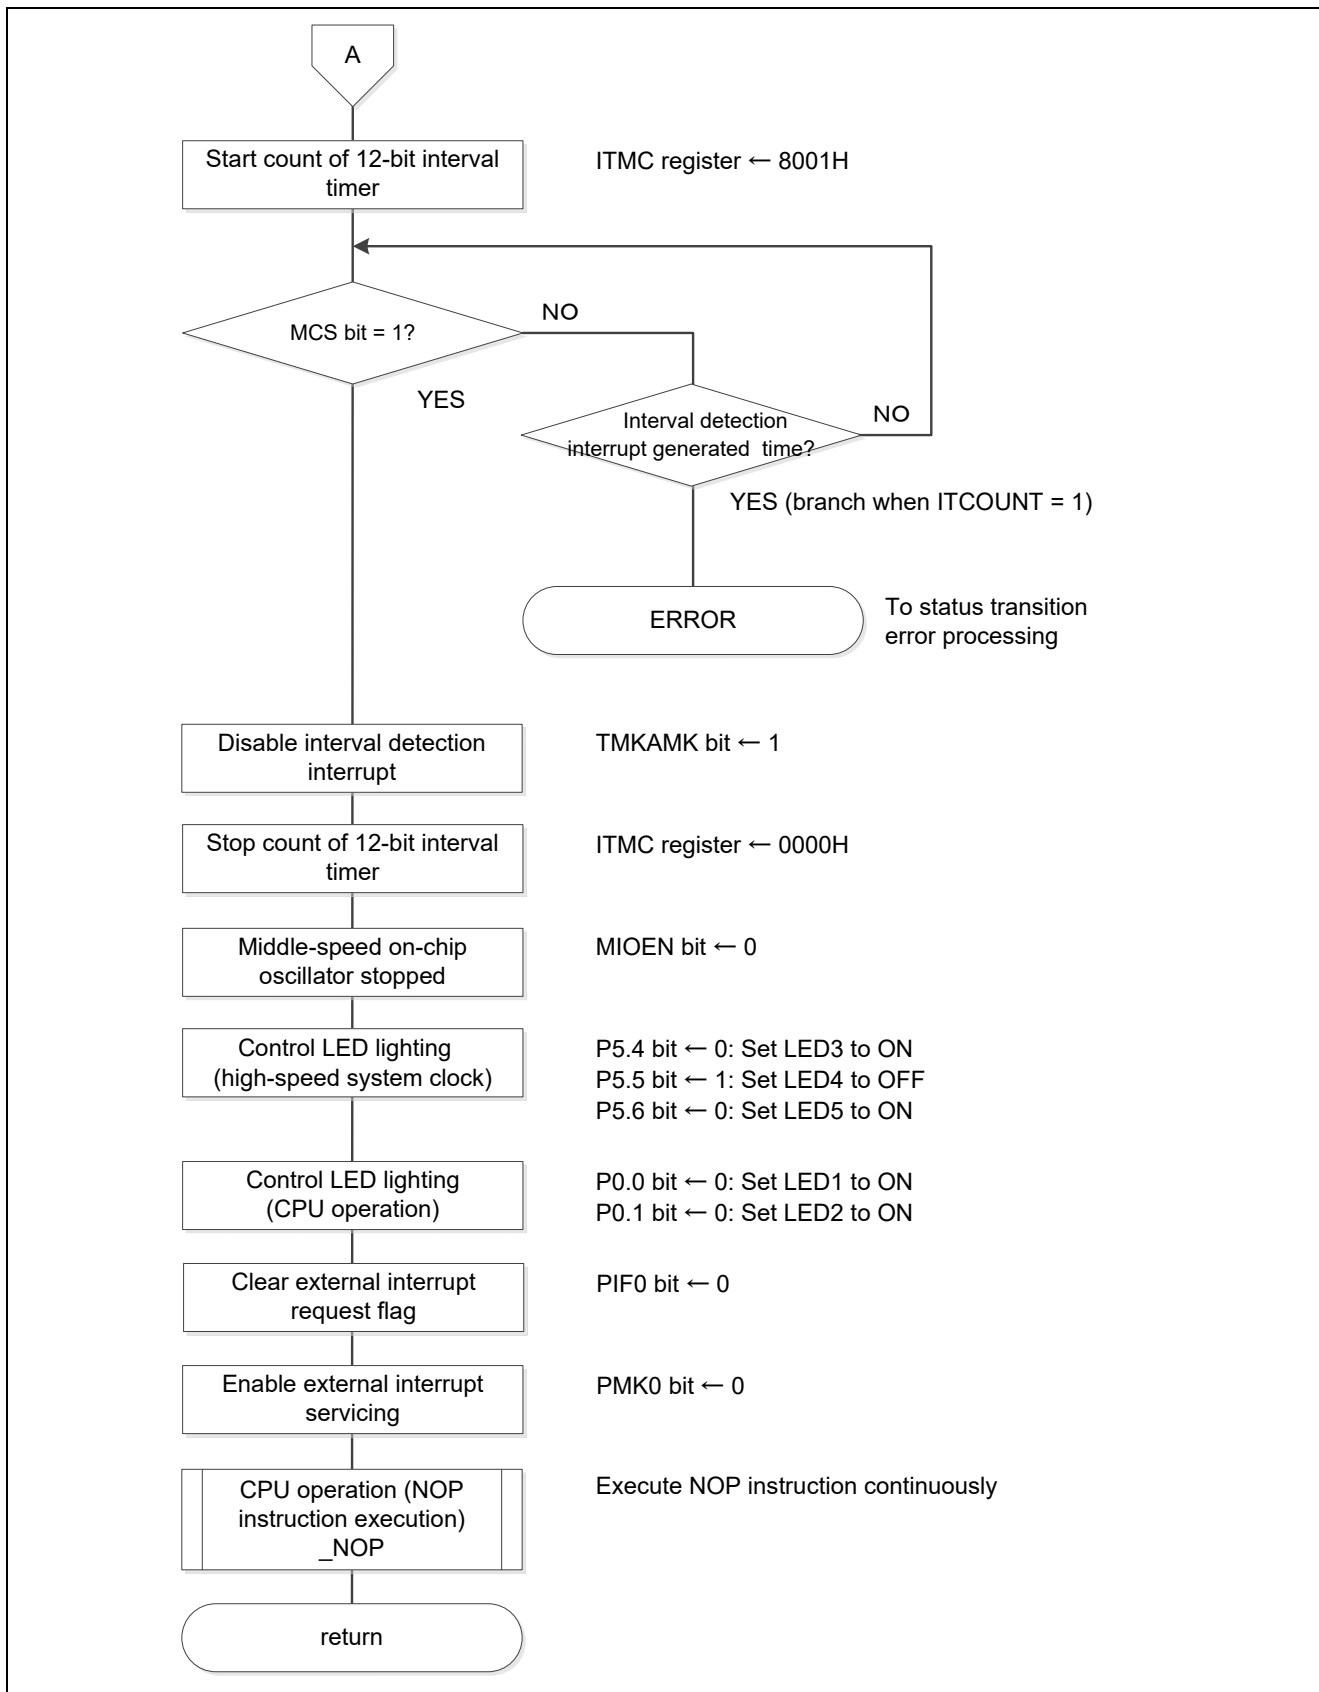 A
Start count of 12-bit interval
timer
ITMC register ← 8001H
MCS bit = 1?
NO
YES
Interval detection
interrupt generated  time?
NO
YES (branch when ITCOUNT = 1)
ERROR
To status transition
error processing
Disable interval detection
interrupt
TMKAMK bit ← 1
Stop count of 12-bit interval
timer
ITMC register ← 0000H
Middle-speed on-chip
oscillator stopped
MIOEN bit ← 0
Control LED lighting
(high-speed system clock)
P5.4 bit ← 0: Set LED3 to ON
P5.5 bit ← 1: Set LED4 to OFF
P5.6 bit ← 0: Set LED5 to ON
Control LED lighting
(CPU operation)
P0.0 bit ← 0: Set LED1 to ON
P0.1 bit ← 0: Set LED2 to ON
Clear external interrupt
request flag
PIF0 bit ← 0
Enable external interrupt
servicing
PMK0 bit ← 0
CPU operation (NOP
instruction execution)
_NOP
Execute NOP instruction continuously
return